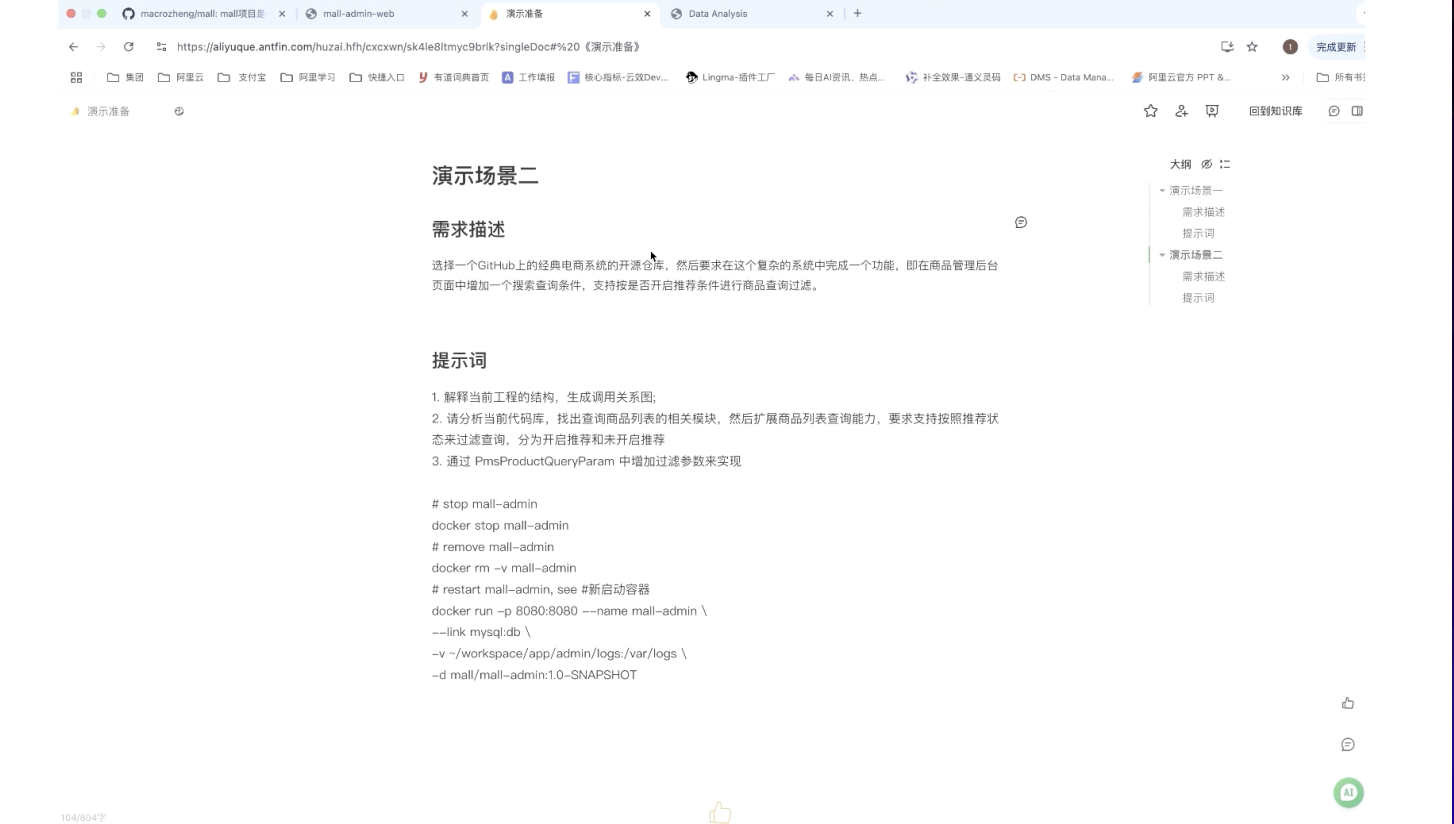 macrozheng/mall: mall项目是
mall-admin-web
演示准备
Data Analysis
https://aliyuque.antfin.com/huzai.hfh/cxcxwn/sk4le8ltmyc9brlk?singleDoc#%20《演示准备》
完成更新
集团
阿里云
支付宝
阿里学习
快捷入口
有道词典首页
工作填报
核心指标-云效Dev...
Lingma-插件工厂
每日AI资讯、热点...
补全效果-通义灵码
DMS - Data Mana...
阿里云官方 PPT &...
所有书
演示准备
回到知识库
演示场景二
需求描述
选择一个GitHub上的经典电商系统的开源仓库，然后要求在这个复杂的系统中完成一个功能，即在商品管理后台
页面中增加一个搜索查询条件，支持按是否开启推荐条件进行商品查询过滤。
提示词
1. 解释当前工程的结构，生成调用关系图;
2. 请分析当前代码库，找出查询商品列表的相关模块，然后扩展商品列表查询能力，要求支持按照推荐状
态来过滤查询，分为开启推荐和未开启推荐
3. 通过 PmsProductQueryParam 中增加过滤参数来实现
# stop mall-admin
docker stop mall-admin
# remove mall-admin
docker rm -v mall-admin
# restart mall-admin, see #新启动容器
docker run -p 8080:8080 --name mall-admin \
--link mysql:db \
-v ~/workspace/app/admin/logs:/var/logs \
-d mall/mall-admin:1.0-SNAPSHOT
大纲
演示场景一
需求描述
提示词
演示场景二
需求描述
提示词
AI
104/804字